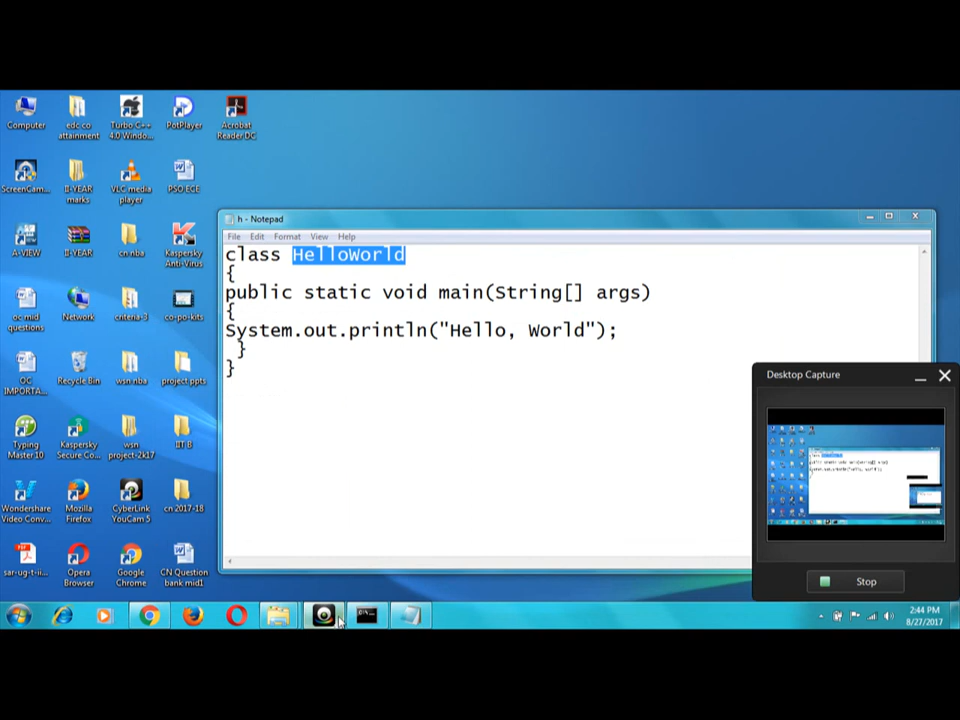 Computer
edc co
attainment
Turbo C++
4.0 Windo...
PotPlayer
Acrobat
Reader DC
ScreenCam...
II-YEAR
marks
VLC media
player
PSO ECE
A-VIEW
II-YEAR
cn nba
Kaspersky
Anti-Virus
oc mid
questions
Network
criteria-3
co-po-kits
OC
IMPORTA...
Recycle Bin
wsn nba
project ppts
Typing
Master 10
Kaspersky
Secure Co...
wsn
project-2k17
IIT B
Wondershare
Video Conv...
Mozilla
Firefox
CyberLink
YouCam 5
cn 2017-18
sar-ug-t-ii...
Opera
Browser
Google
Chrome
CN Question
bank mid1
h - Notepad
File Edit Format View Help
class HelloWorld
{
public static void main(String[] args)
{
System.out.println("Hello, World");
}
}
Desktop Capture
Stop
2:44 PM
8/27/2017